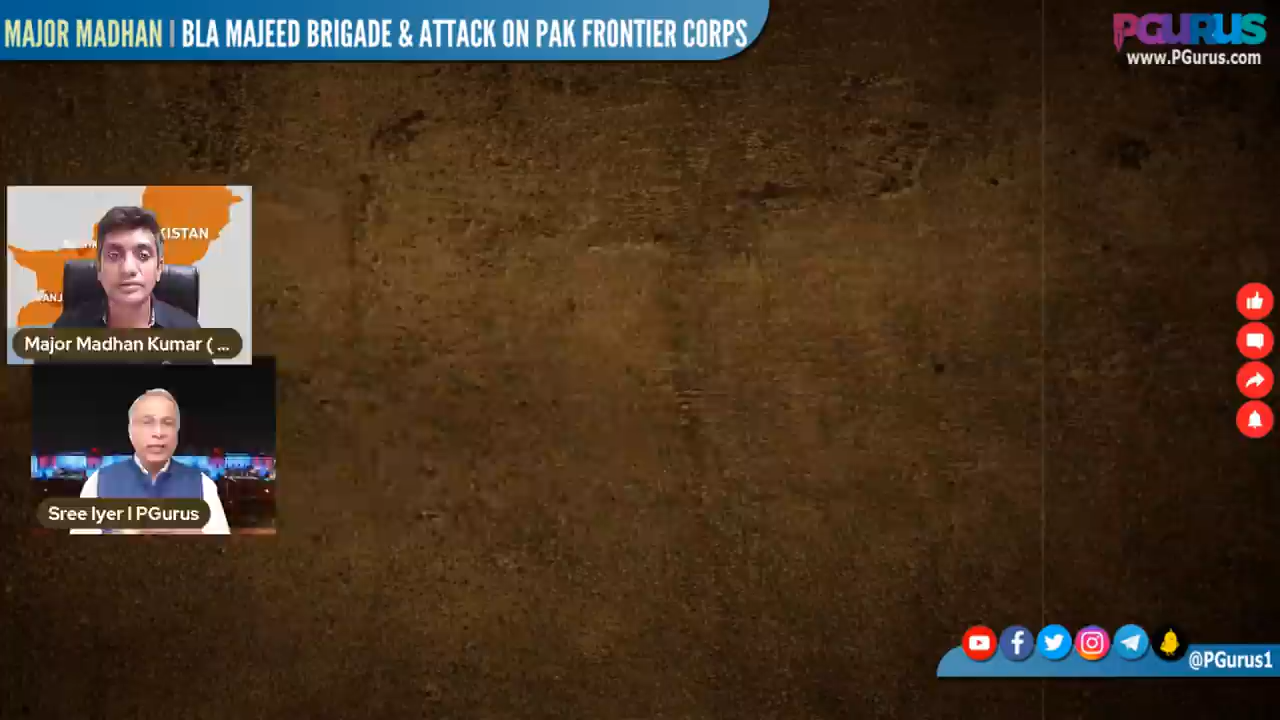 MAJOR MADHAN | BLA MAJEED BRIGADE & ATTACK ON PAK FRONTIER CORPS
PGURUS
www.PGurus.com
KISTAN
ANJ
Major Madhan Kumar ( ...
Sree Iyer | PGurus
@PGurus1